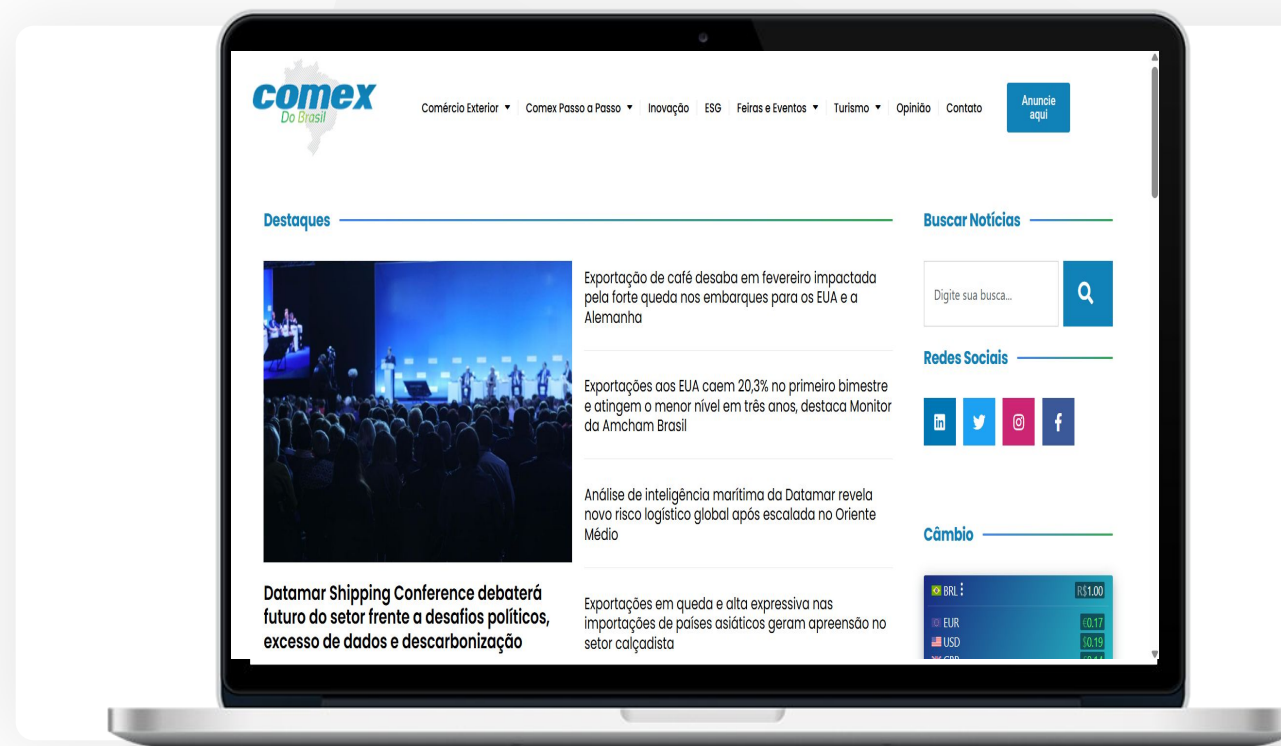 comex
Do Brasil
Comércio Exterior
Comex Passo a Passo
Inovação
ESG
Feiras e Eventos
Turismo
Opinião
Contato
Anuncie
aqui
Destaques
Exportação de café desaba em fevereiro impactada
pela forte queda nos embarques para os EUA e a
Alemanha
Exportações aos EUA caem 20,3% no primeiro bimestre
e atingem o menor nível em três anos, destaca Monitor
da Amcham Brasil
Análise de inteligência marítima da Datamar revela
novo risco logístico global após escalada no Oriente
Médio
Exportações em queda e alta expressiva nas
importações de países asiáticos geram apreensão no
setor calçadista
Datamar Shipping Conference debaterá
futuro do setor frente a desafios políticos,
excesso de dados e descarbonização
Buscar Notícias
Digite sua busca...
Redes Sociais
in
f
Câmbio
BRL R$1.00
EUR €0.17
USD $0.19